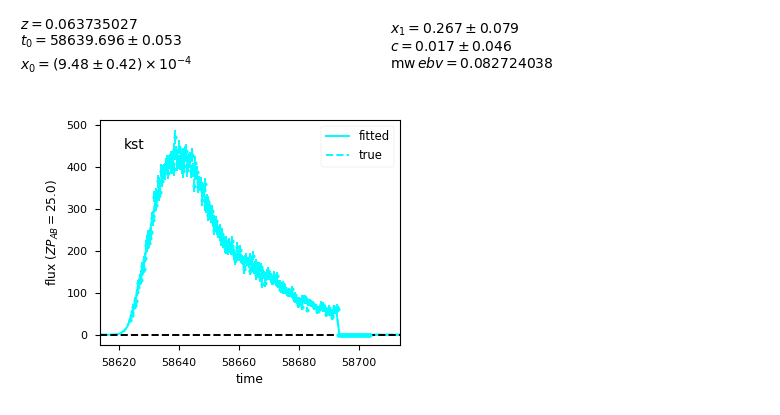 z = 0.063735027
t₀ = 58639.696 ± 0.053
x₀ = (9.48 ± 0.42) × 10⁻⁴
x₁ = 0.267 ± 0.079
c = 0.017 ± 0.046
mw ebv = 0.082724038
kst
fitted
true
flux (ZP_AB = 25.0)
500
400
300
200
100
0
58620 58640 58660 58680 58700
time